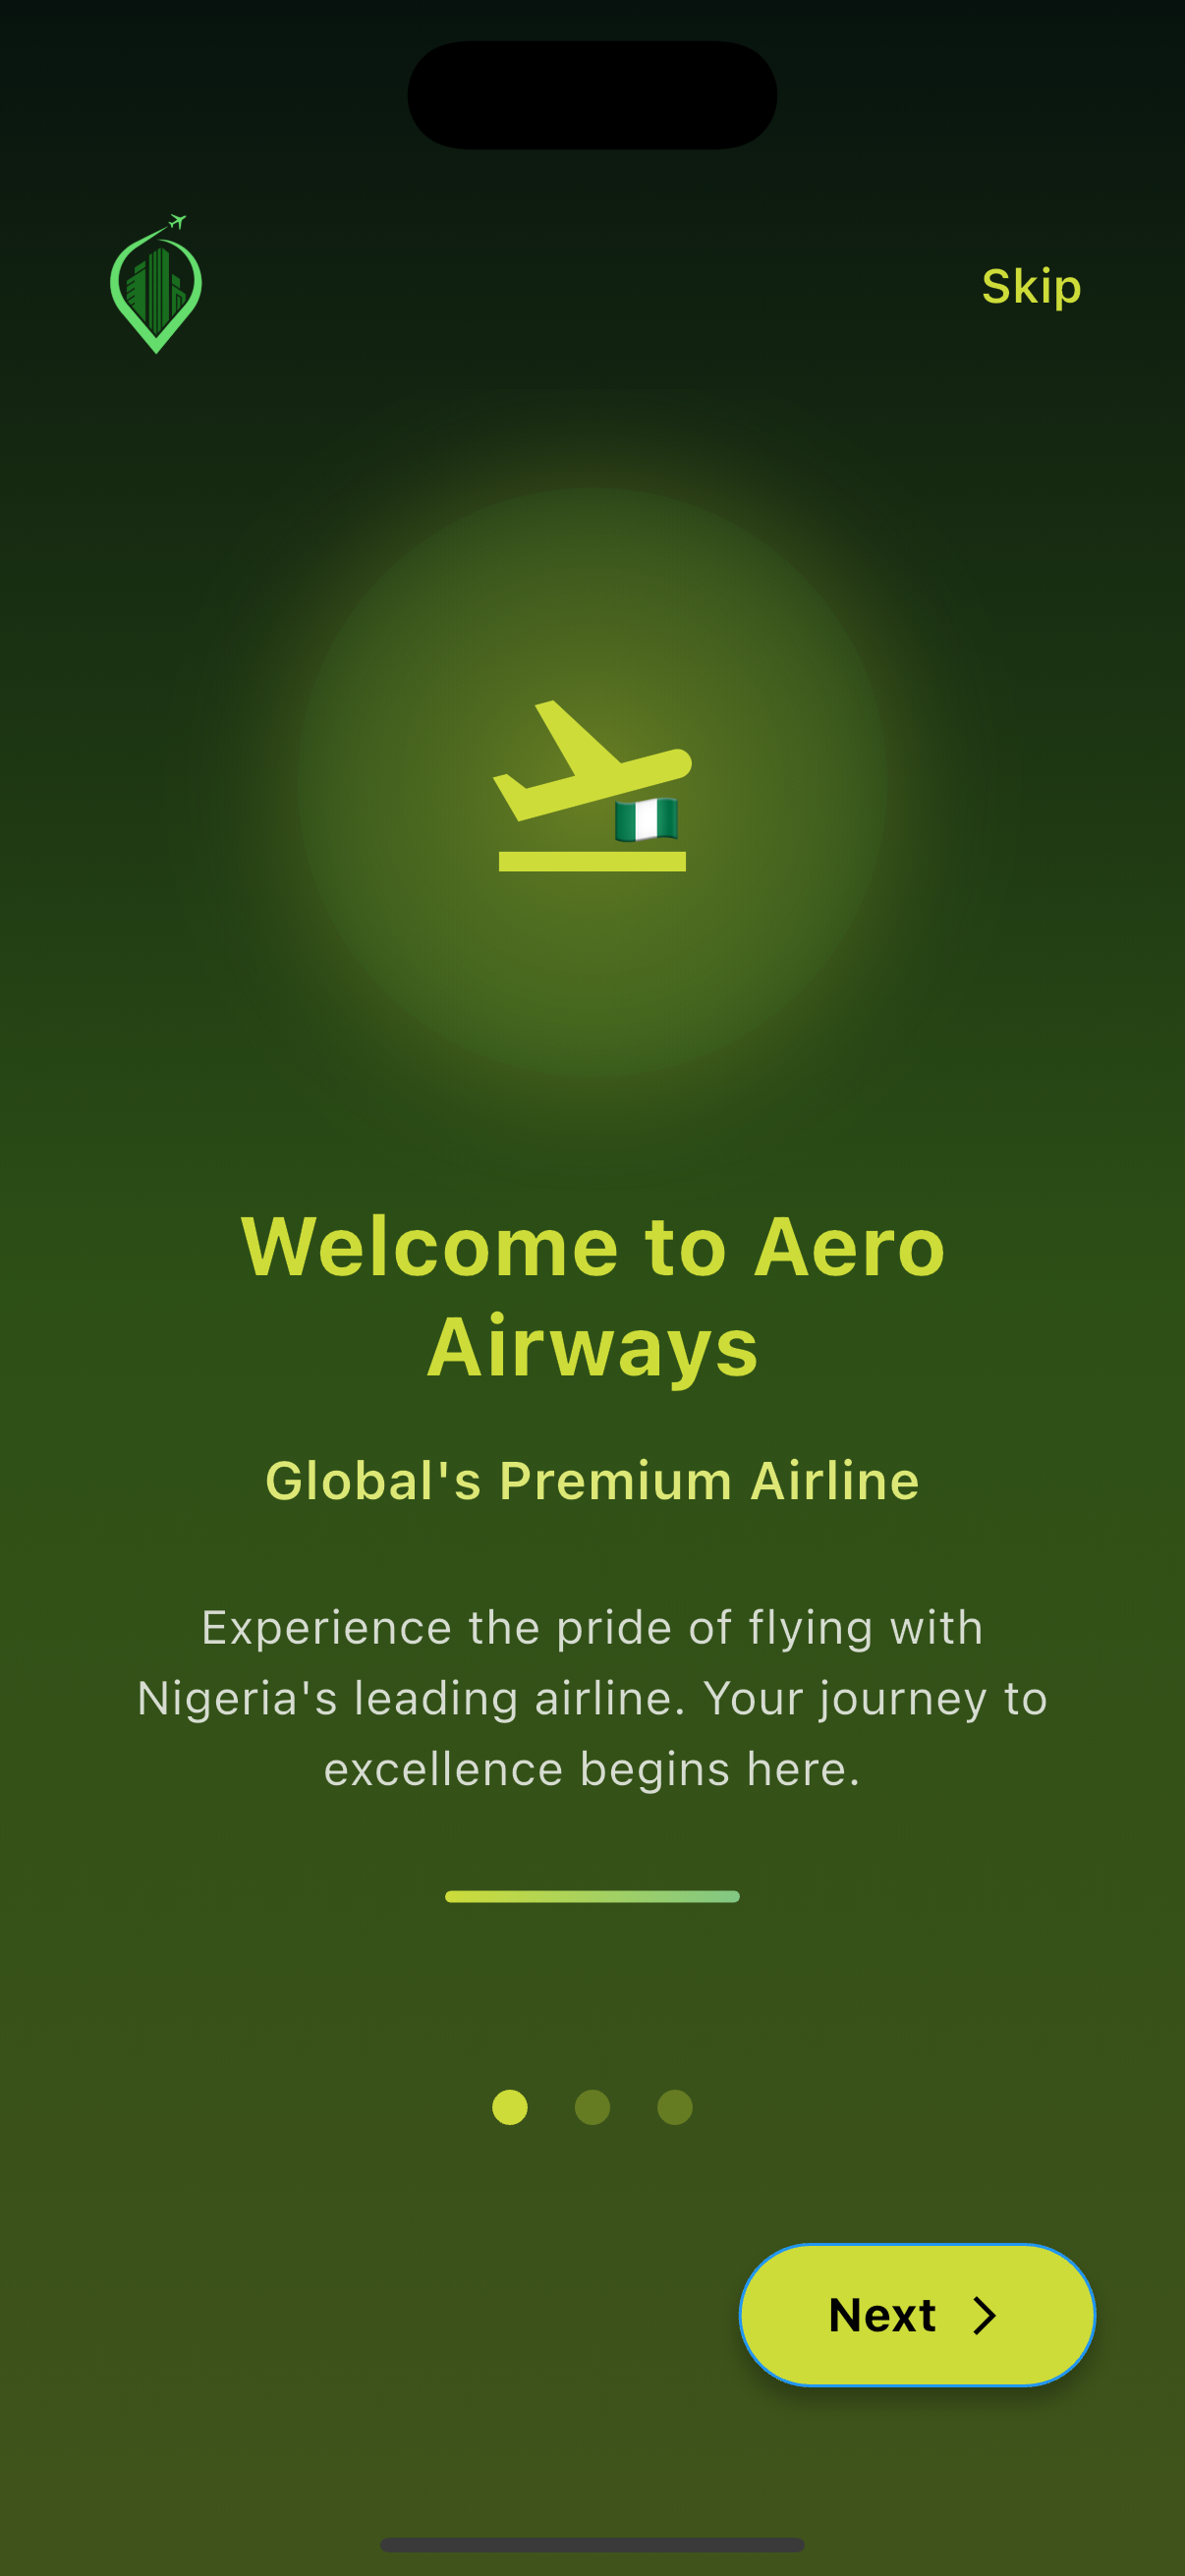 Skip
Welcome to Aero
Airways
Global's Premium Airline
Experience the pride of flying with
Nigeria's leading airline. Your journey to
excellence begins here.
Next